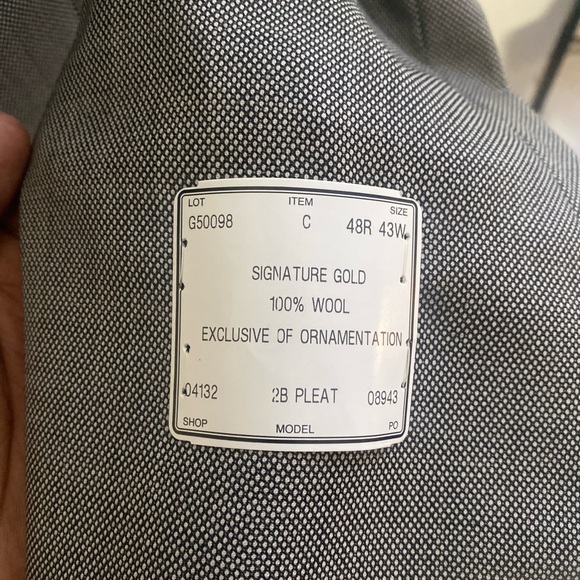 LOT ITEM SIZE
G50098 C 48R 43W
SIGNATURE GOLD
100% WOOL
EXCLUSIVE OF ORNAMENTATION
04132 2B PLEAT 08943
SHOP MODEL PO